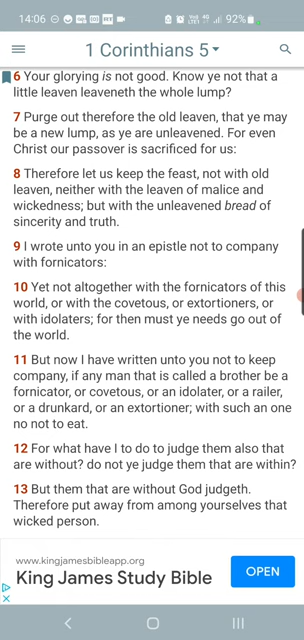 14:06
92%
1 Corinthians 5
6 Your glorying is not good. Know ye not that a
little leaven leaveneth the whole lump?
7 Purge out therefore the old leaven, that ye may
be a new lump, as ye are unleavened. For even
Christ our passover is sacrificed for us:
8 Therefore let us keep the feast, not with old
leaven, neither with the leaven of malice and
wickedness; but with the unleavened bread of
sincerity and truth.
9 I wrote unto you in an epistle not to company
with fornicators:
10 Yet not altogether with the fornicators of this
world, or with the covetous, or extortioners, or
with idolaters; for then must ye needs go out of
the world.
11 But now I have written unto you not to keep
company, if any man that is called a brother be a
fornicator, or covetous, or an idolater, or a railer,
or a drunkard, or an extortioner; with such an one
no not to eat.
12 For what have I to do to judge them also that
are without? do not ye judge them that are within?
13 But them that are without God judgeth.
Therefore put away from among yourselves that
wicked person.
www.kingjamesbibleapp.org
King James Study Bible
OPEN